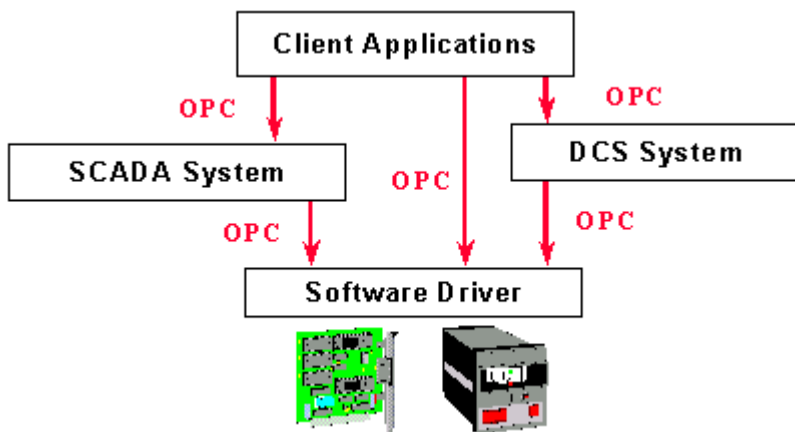 Client Applications
OPC
OPC
SCADA System
DCS System
OPC
OPC
OPC
Software Driver